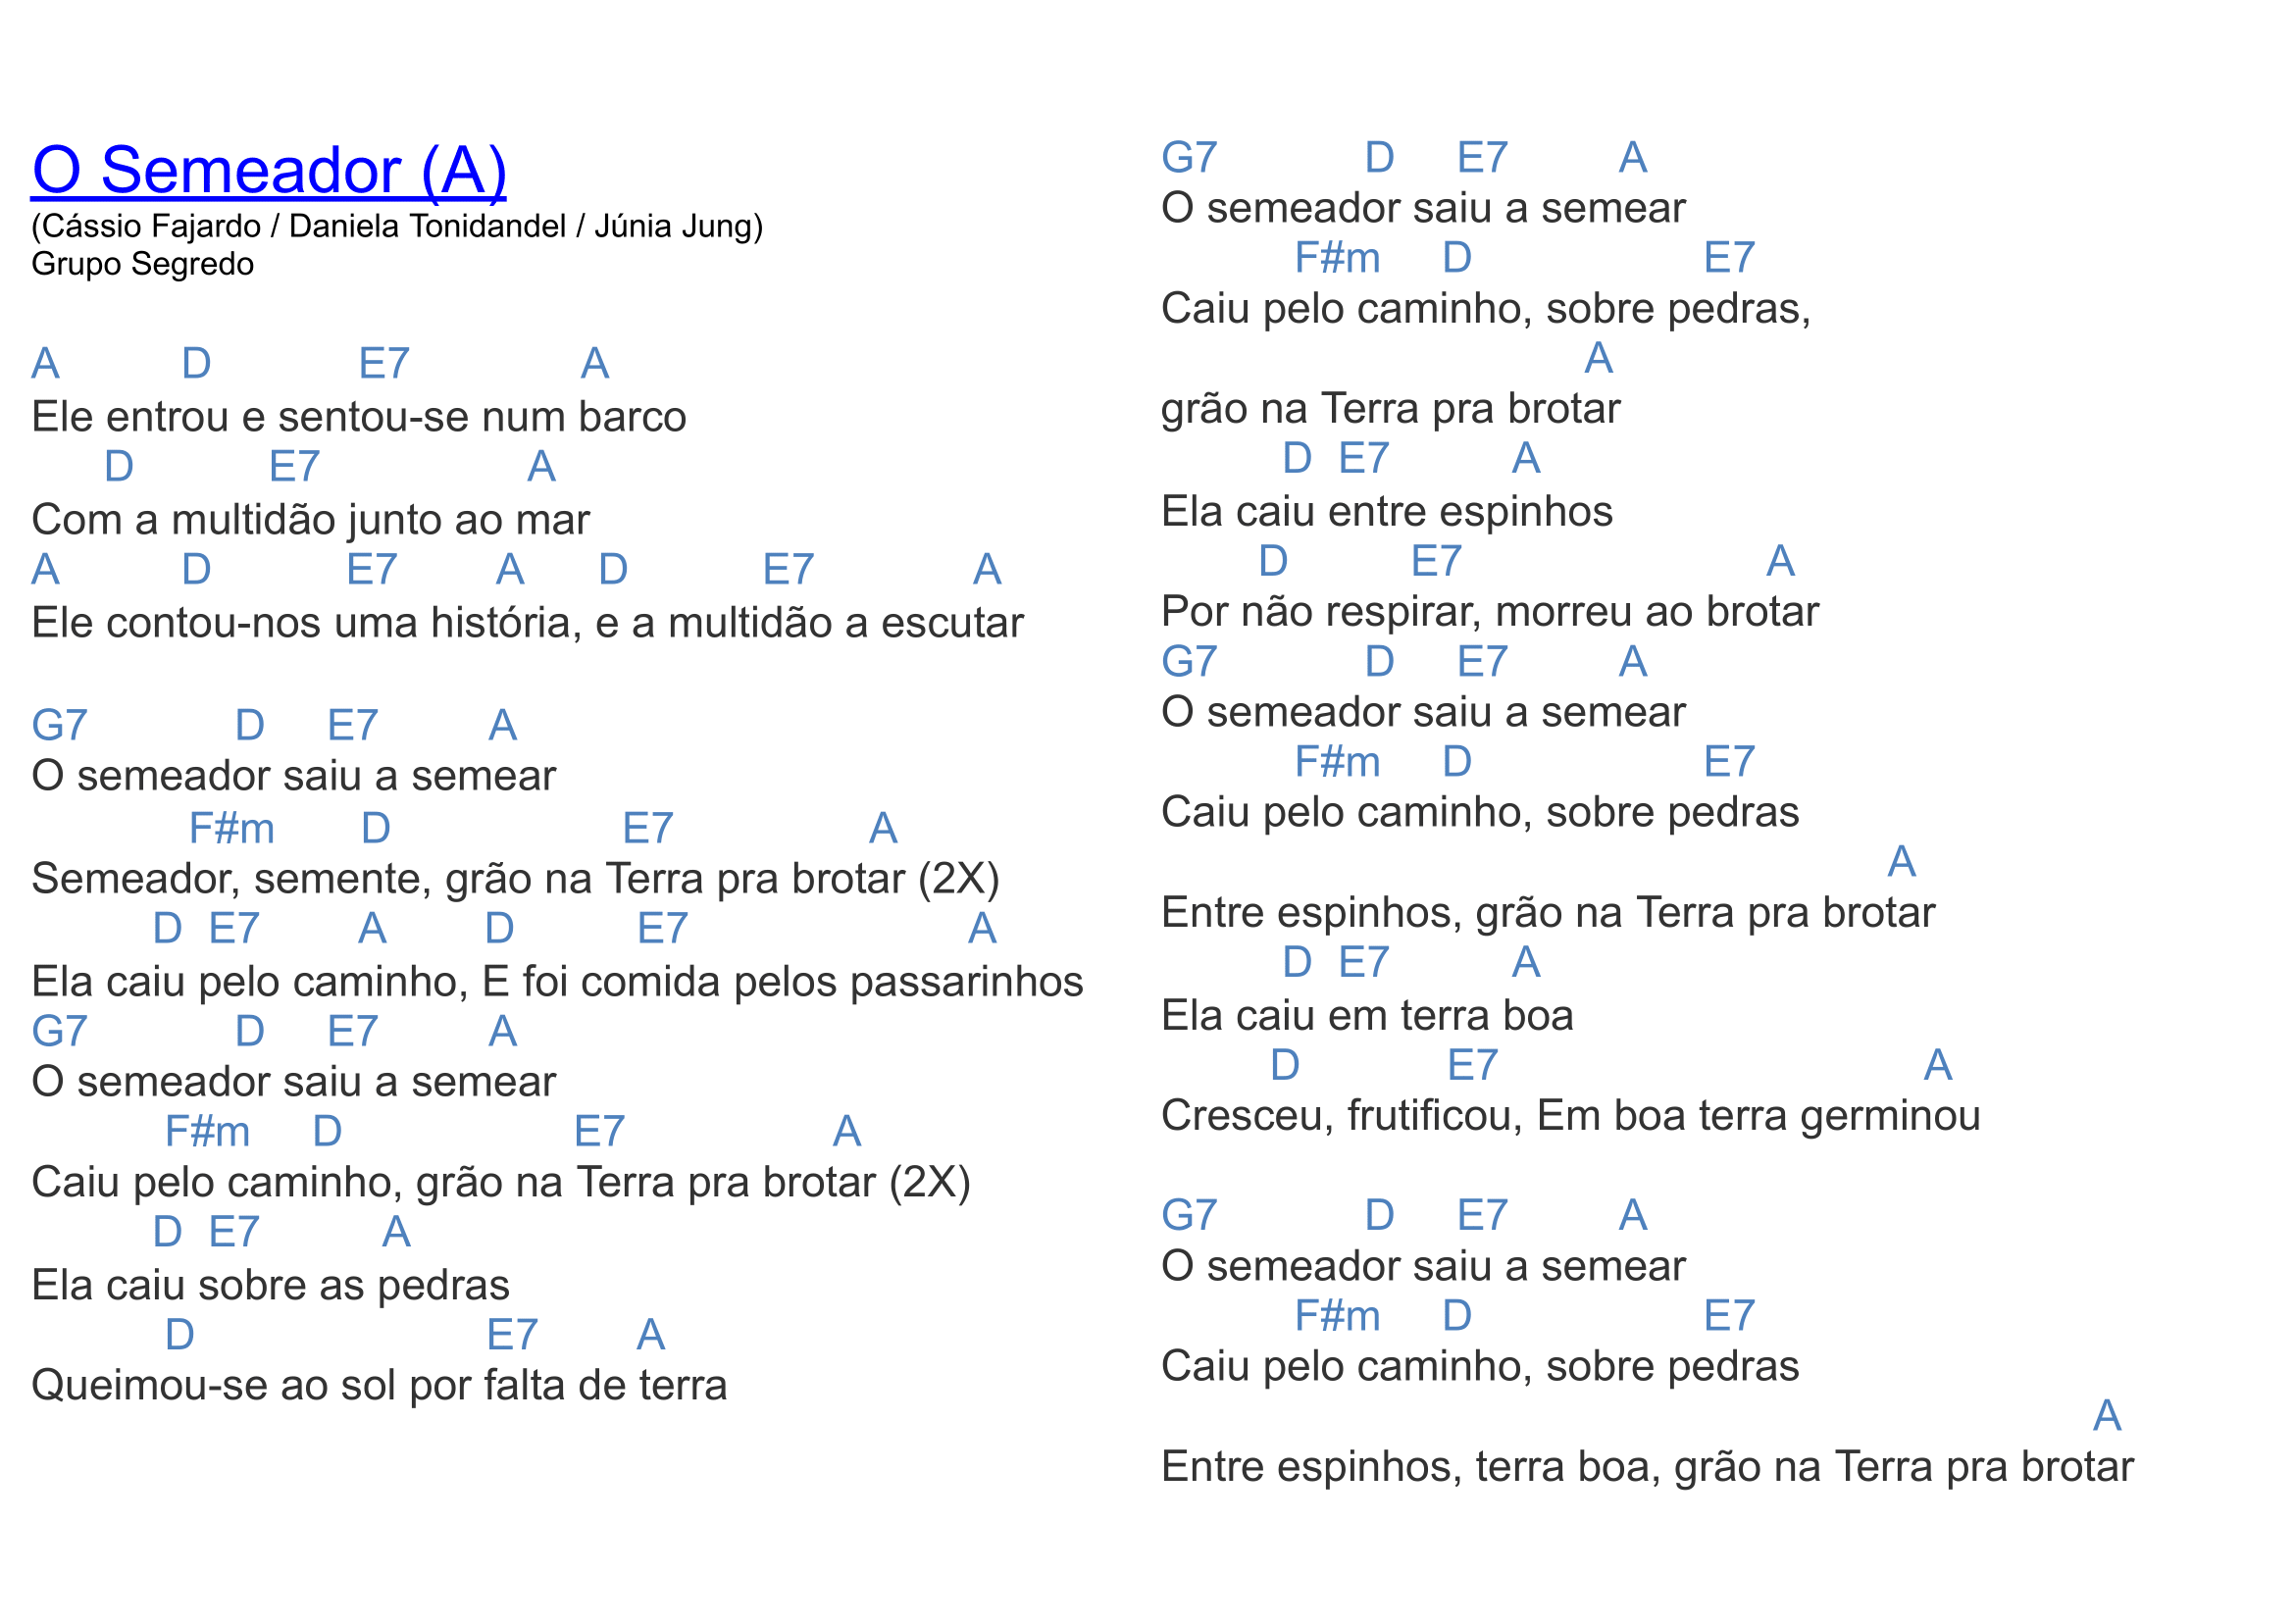 O Semeador (A)
(Cássio Fajardo / Daniela Tonidandel / Júnia Jung)
Grupo Segredo
A D E7 A
Ele entrou e sentou-se num barco
D E7 A
Com a multidão junto ao mar
A D E7 A D E7 A
Ele contou-nos uma história, e a multidão a escutar
G7 D E7 A
O semeador saiu a semear
F#m D E7 A
Semeador, semente, grão na Terra pra brotar (2X)
D E7 A D E7 A
Ela caiu pelo caminho, E foi comida pelos passarinhos
G7 D E7 A
O semeador saiu a semear
F#m D E7 A
Caiu pelo caminho, grão na Terra pra brotar (2X)
D E7 A
Ela caiu sobre as pedras
D E7 A
Queimou-se ao sol por falta de terra
G7 D E7 A
O semeador saiu a semear
F#m D E7
Caiu pelo caminho, sobre pedras,
A
grão na Terra pra brotar
D E7 A
Ela caiu entre espinhos
D E7 A
Por não respirar, morreu ao brotar
G7 D E7 A
O semeador saiu a semear
F#m D E7
Caiu pelo caminho, sobre pedras
A
Entre espinhos, grão na Terra pra brotar
D E7 A
Ela caiu em terra boa
D E7 A
Cresceu, frutificou, Em boa terra germinou
G7 D E7 A
O semeador saiu a semear
F#m D E7
Caiu pelo caminho, sobre pedras
A
Entre espinhos, terra boa, grão na Terra pra brotar